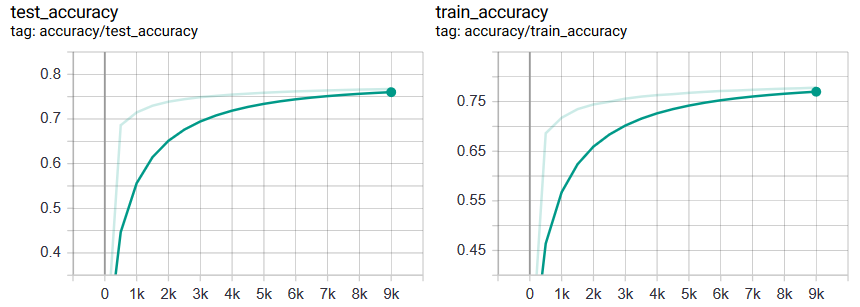 test_accuracy
tag: accuracy/test_accuracy
0.8
0.7
0.6
0.5
0.4
0 1k 2k 3k 4k 5k 6k 7k 8k 9k
train_accuracy
tag: accuracy/train_accuracy
0.75
0.65
0.55
0.45
0 1k 2k 3k 4k 5k 6k 7k 8k 9k